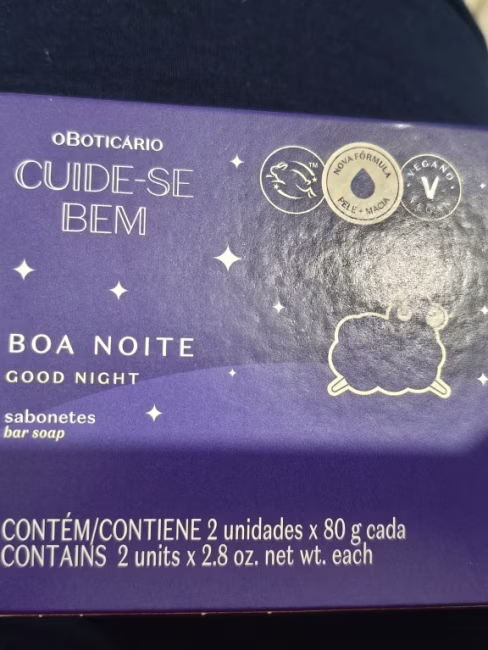 oBOTICÁRIO
CUIDE-SE
BEM
TM
NOVA FÓRMULA
PELE + MACIA
VEGANO
V
BOA NOITE
GOOD NIGHT
sabonetes
bar soap
CONTÉM/CONTIENE 2 unidades x 80 g cada
CONTAINS 2 units x 2.8 oz. net wt. each